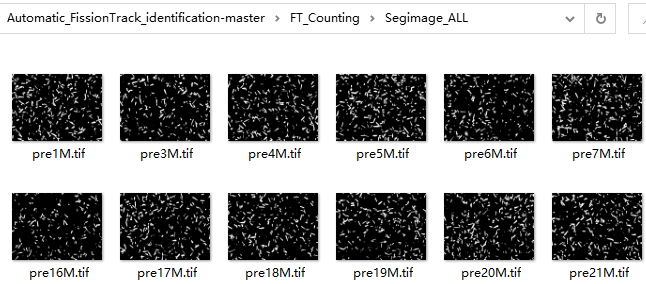 Automatic_FissionTrack_identification-master > FT_Counting > Segimage_ALL
pre1M.tif pre3M.tif pre4M.tif pre5M.tif pre6M.tif pre7M.tif
pre16M.tif pre17M.tif pre18M.tif pre19M.tif pre20M.tif pre21M.tif